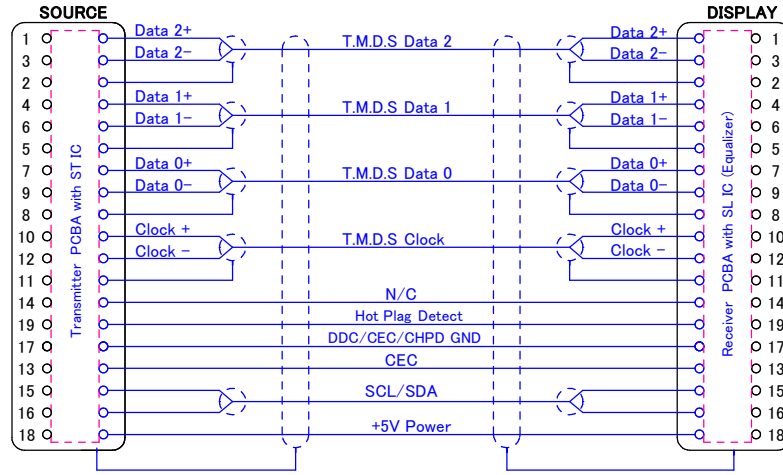 SOURCE
DISPLAY
1 Data 2+ Data 2+ 1
T.M.D.S Data 2
3 Data 2- Data 2- 3
2 2
4 Data 1+ Data 1+ 4
T.M.D.S Data 1
6 Data 1- Data 1- 6
5 5
7 Data 0+ Data 0+ 7
T.M.D.S Data 0
9 Data 0- Data 0- 9
8 8
10 Clock + Clock + 10
T.M.D.S Clock
12 Clock - Clock - 12
11 11
14 N/C 14
19 Hot Plag Detect 19
17 DDC/CEC/CHPD GND 17
13 CEC 13
15 SCL/SDA 15
16 16
18 +5V Power 18
Transmitter PCBA with ST IC
Receiver PCBA with SL IC (Equalizer)